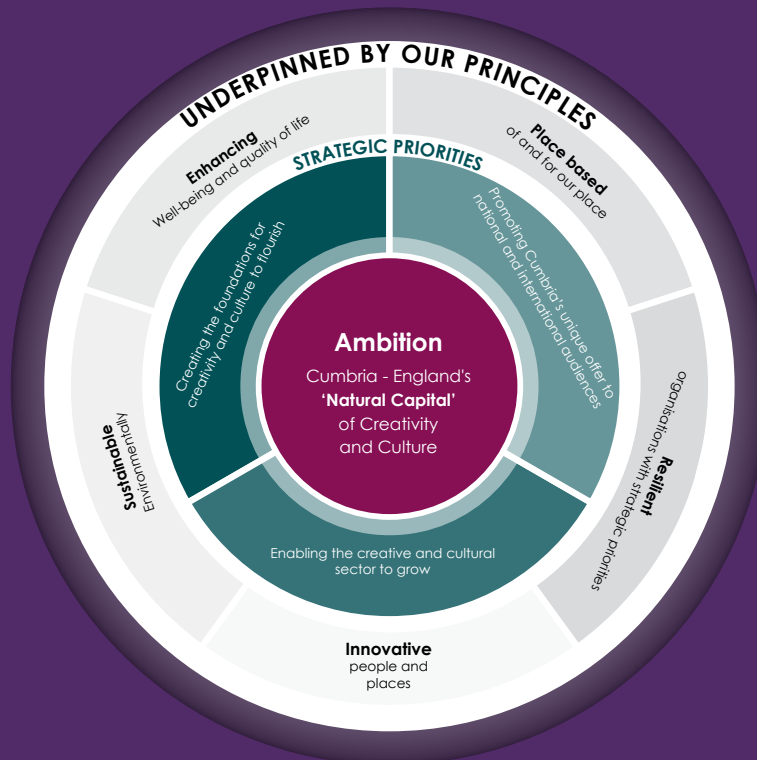 UNDERPINNED BY OUR PRINCIPLES
Enhancing
Well-being and quality of life
Place based
of and for our place
STRATEGIC PRIORITIES
Creating the foundations for
creativity and culture to flourish
Promoting Cumbria's unique offer to
national and international audiences
Ambition
Cumbria - England's
‘Natural Capital’
of Creativity
and Culture
Sustainable
Environmentally
Resilient
organisations with strategic priorities
Enabling the creative and cultural
sector to grow
Innovative
people and
places